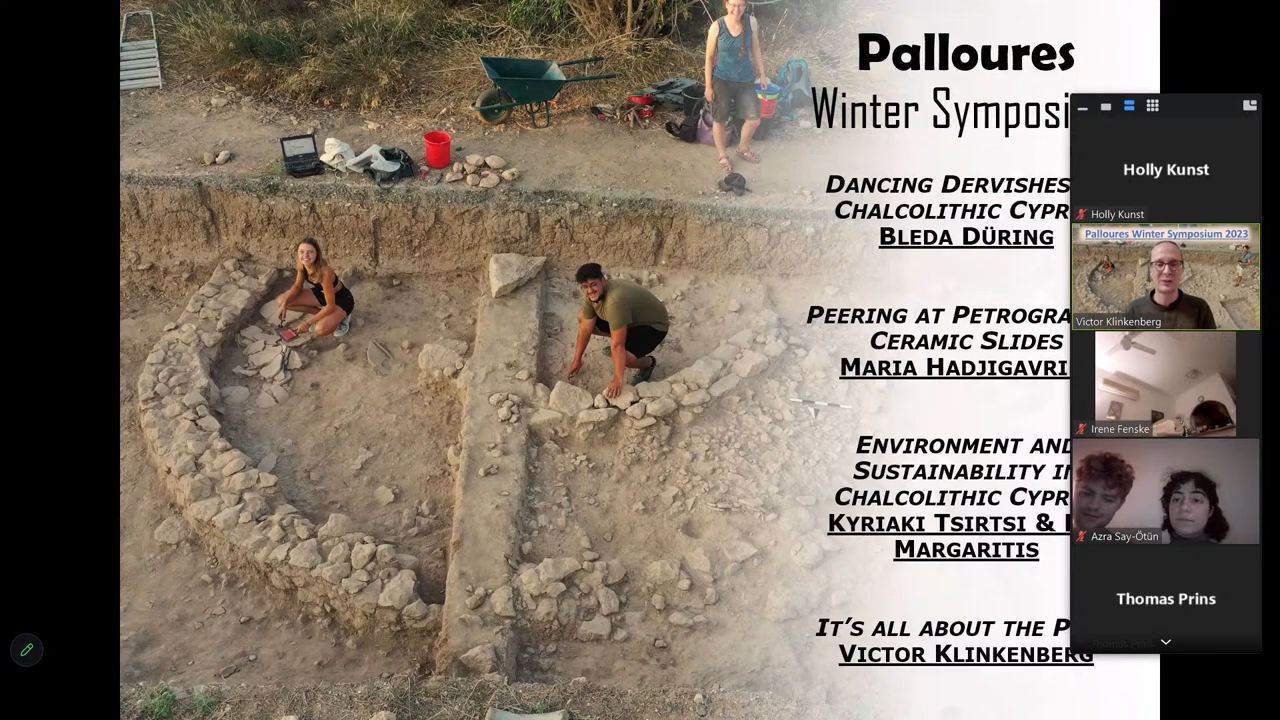 Palloures
Winter Symposi
DANCING DERVISHES
CHALCOLITHIC CYPR
BLEDA DÜRING
PEERING AT PETROGRA
CERAMIC SLIDES
MARIA HADJIGAVRI
ENVIRONMENT AND
SUSTAINABILITY IN
CHALCOLITHIC CYPR
KYRIAKI TSIRTSI &
MARGARITIS
IT'S ALL ABOUT THE P
VICTOR KLINKENBERG
Holly Kunst
Holly Kunst
Palloures Winter Symposium 2023
Victor Klinkenberg
Irene Fenske
Azra Say-Ötün
Thomas Prins